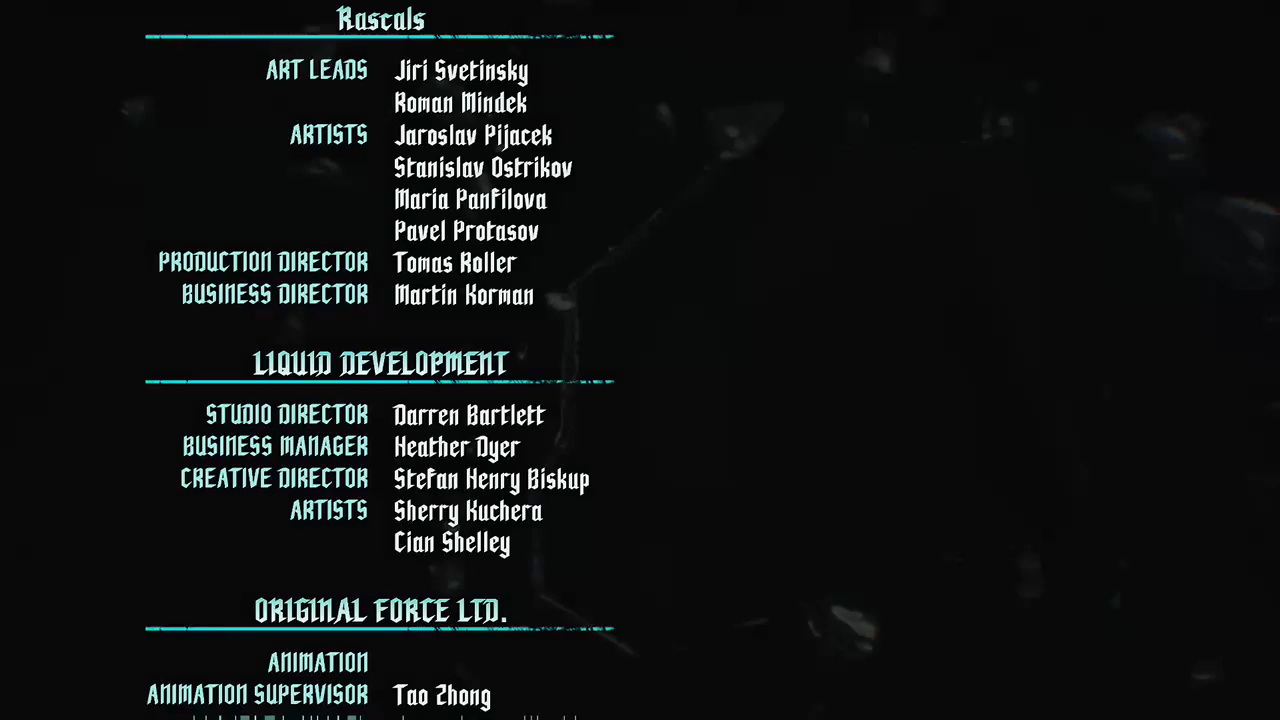 Rascals
ART LEADS Jiri Svetinsky
Roman Mindek
ARTISTS Jaroslav Pijacek
Stanislav Ostrikov
Maria Panfilova
Pavel Protasov
PRODUCTION DIRECTOR Tomas Roller
BUSINESS DIRECTOR Martin Korman
LIQUID DEVELOPMENT
STUDIO DIRECTOR Darren Bartlett
BUSINESS MANAGER Heather Dyer
CREATIVE DIRECTOR Stefan Henry Biskup
ARTISTS Sherry Kuchera
Cian Shelley
ORIGINAL FORCE LTD.
ANIMATION
ANIMATION SUPERVISOR Tao Zhong